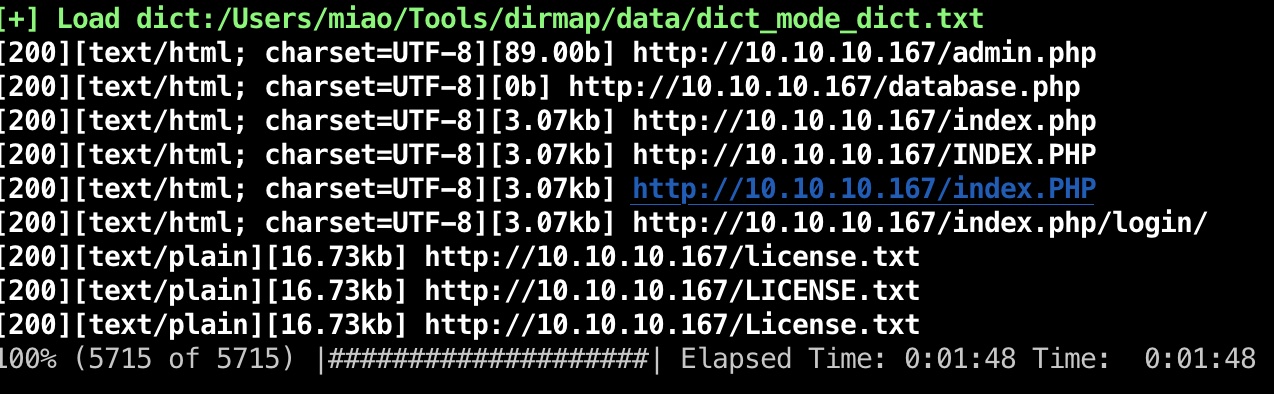 [+] Load dict:/Users/miao/Tools/dirmap/data/dict_mode_dict.txt
[200][text/html; charset=UTF-8][89.00b] http://10.10.10.167/admin.php
[200][text/html; charset=UTF-8][0b] http://10.10.10.167/database.php
[200][text/html; charset=UTF-8][3.07kb] http://10.10.10.167/index.php
[200][text/html; charset=UTF-8][3.07kb] http://10.10.10.167/INDEX.PHP
[200][text/html; charset=UTF-8][3.07kb] http://10.10.10.167/index.PHP
[200][text/html; charset=UTF-8][3.07kb] http://10.10.10.167/index.php/login/
[200][text/plain][16.73kb] http://10.10.10.167/license.txt
[200][text/plain][16.73kb] http://10.10.10.167/LICENSE.txt
[200][text/plain][16.73kb] http://10.10.10.167/License.txt
100% (5715 of 5715) |####################| Elapsed Time: 0:01:48 Time:  0:01:48